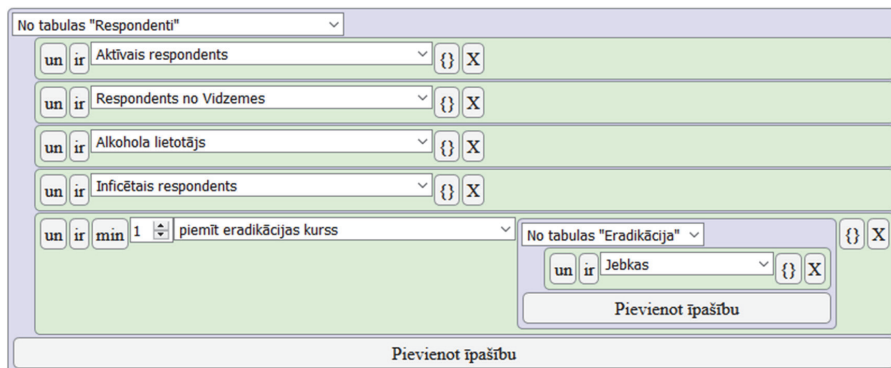 No tabulas "Respondenti"
un ir Aktīvais respondents {} X
un ir Respondents no Vidzemes {} X
un ir Alkohola lietotājs {} X
un ir Inficētais respondents {} X
un ir min 1 piemīt eradikācijas kurss No tabulas "Eradikācija" {} X
un ir Jebkas {} X
Pievienot īpašību
Pievienot īpašību